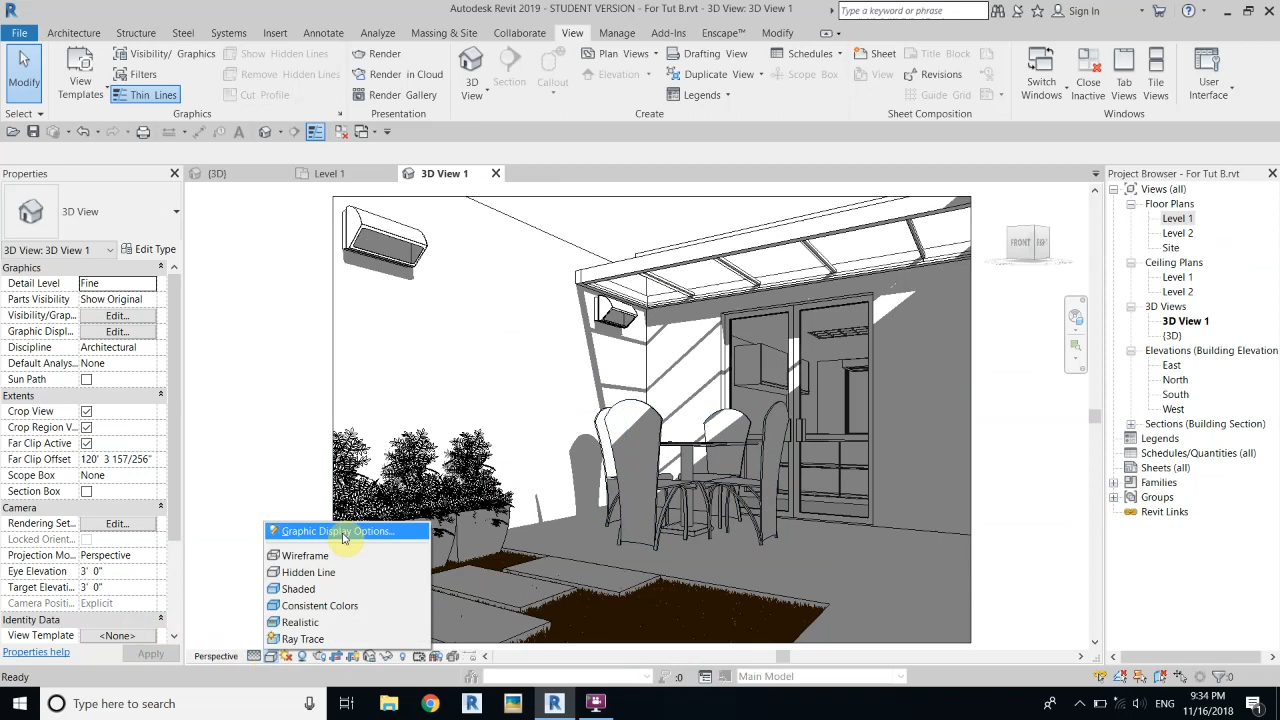 Autodesk Revit 2019 - STUDENT VERSION - For Tut B.rvt - 3D View: 3D View 1
Type a keyword or phrase
Sign In
File Architecture Structure Steel Systems Insert Annotate Analyze Massing & Site Collaborate View Manage Add-Ins Enscape™ Modify
Modify
View
Templates
Visibility/ Graphics
Filters
Thin Lines
Show Hidden Lines
Remove Hidden Lines
Cut Profile
Render
Render in Cloud
Render Gallery
3D
View
Section
Callout
Plan Views
Elevation
Drafting View
Duplicate View
Legends
Schedules
Scope Box
Sheet
View
Title Block
Revisions
Guide Grid
Switch
Windows
Close
Inactive
Tab
Views
Tile
Views
User
Interface
Select Graphics Presentation Create Sheet Composition Windows
Properties
{3D} Level 1 3D View 1
Project Browser - For Tut B.rvt
3D View
3D View: 3D View 1
Edit Type
Graphics
Detail Level Fine
Parts Visibility Show Original
Visibility/Grap... Edit...
Graphic Displ... Edit...
Discipline Architectural
Default Analys... None
Sun Path
Extents
Crop View
Crop Region V...
Far Clip Active
Far Clip Offset 120' 3 157/256"
Scope Box None
Section Box
Camera
Rendering Set... Edit...
Locked Orient...
Projection Mo... Perspective
Eye Elevation 3' 0"
Target Elevati... 3' 0"
Camera Positi... Explicit
Identity Data
View Template <None>
Properties help
Apply
FRONT
Graphic Display Options...
Wireframe
Hidden Line
Shaded
Consistent Colors
Realistic
Ray Trace
Perspective
Views (all)
Floor Plans
Level 1
Level 2
Site
Ceiling Plans
Level 1
Level 2
3D Views
3D View 1
{3D}
Elevations (Building Elevation
East
North
South
West
Sections (Building Section)
Legends
Schedules/Quantities (all)
Sheets (all)
Families
Groups
Revit Links
Ready
:0
Main Model
:0
Type here to search
ENG
9:34 PM
11/16/2018